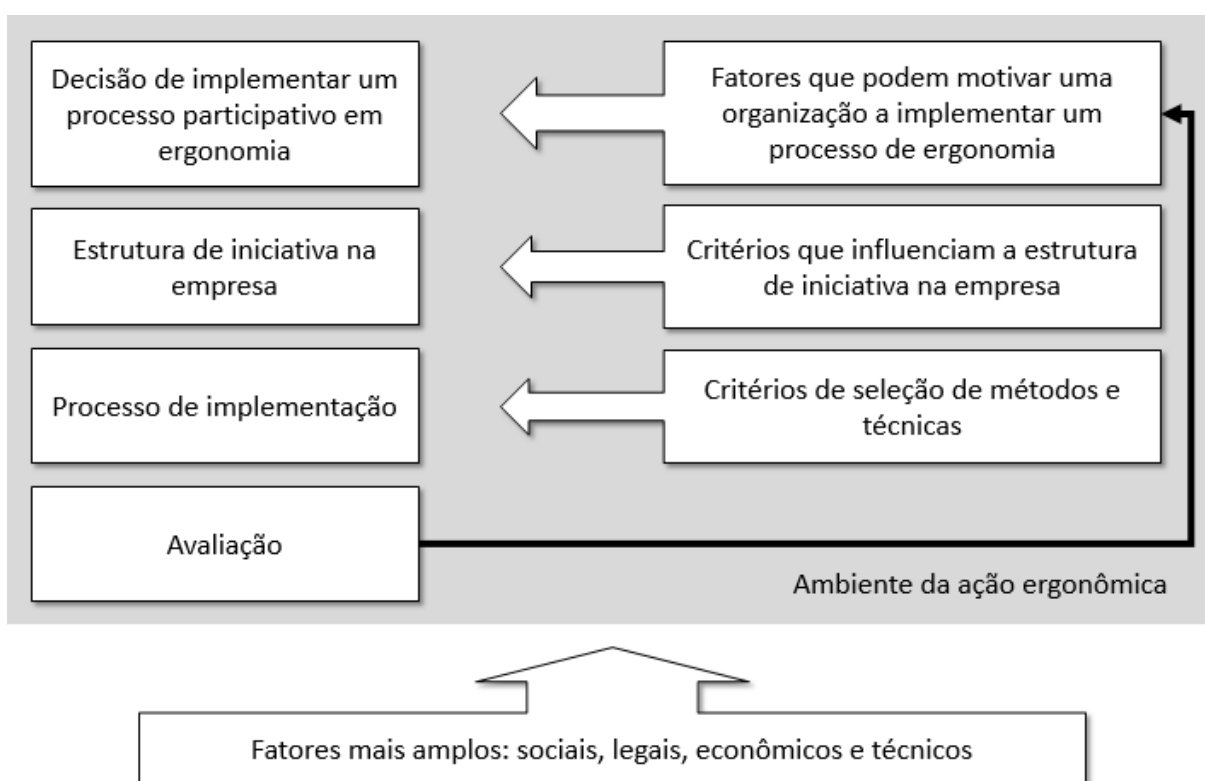 Decisão de implementar um
processo participativo em
ergonomia
Fatores que podem motivar uma
organização a implementar um
processo de ergonomia
Estrutura de iniciativa na
empresa
Critérios que influenciam a estrutura
de iniciativa na empresa
Processo de implementação
Critérios de seleção de métodos e
técnicas
Avaliação
Ambiente da ação ergonômica
Fatores mais amplos: sociais, legais, econômicos e técnicos